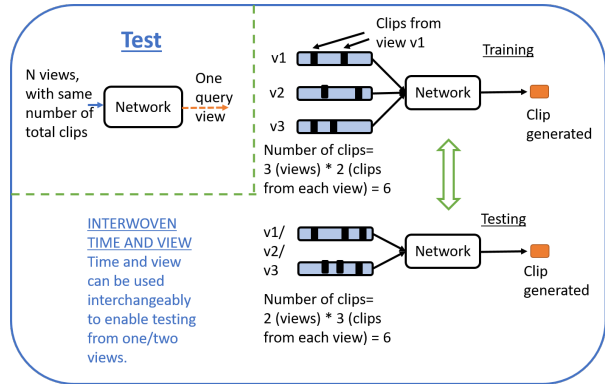 Test
N views,
with same
number of
total clips
Network
One
query
view
INTERWOVEN
TIME AND VIEW
Time and view
can be used
interchangeably
to enable testing
from one/two
views.
Clips from
view v1
Training
v1
v2
v3
Network
Clip
generated
Number of clips=
3 (views) * 2 (clips
from each view) = 6
Testing
v1/
v2/
v3
Network
Clip
generated
Number of clips=
2 (views) * 3 (clips
from each view) = 6